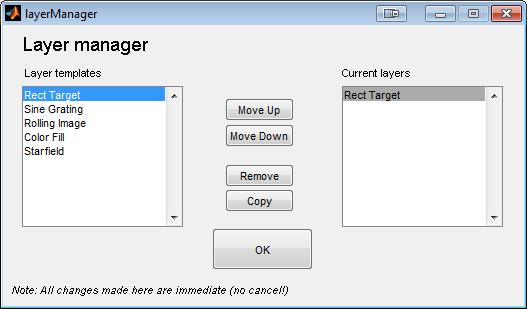 layerManager
Layer manager
Layer templates
Current layers
Rect Target
Sine Grating
Rolling Image
Color Fill
Starfield
Move Up
Move Down
Remove
Copy
Rect Target
OK
Note: All changes made here are immediate (no cancel!)